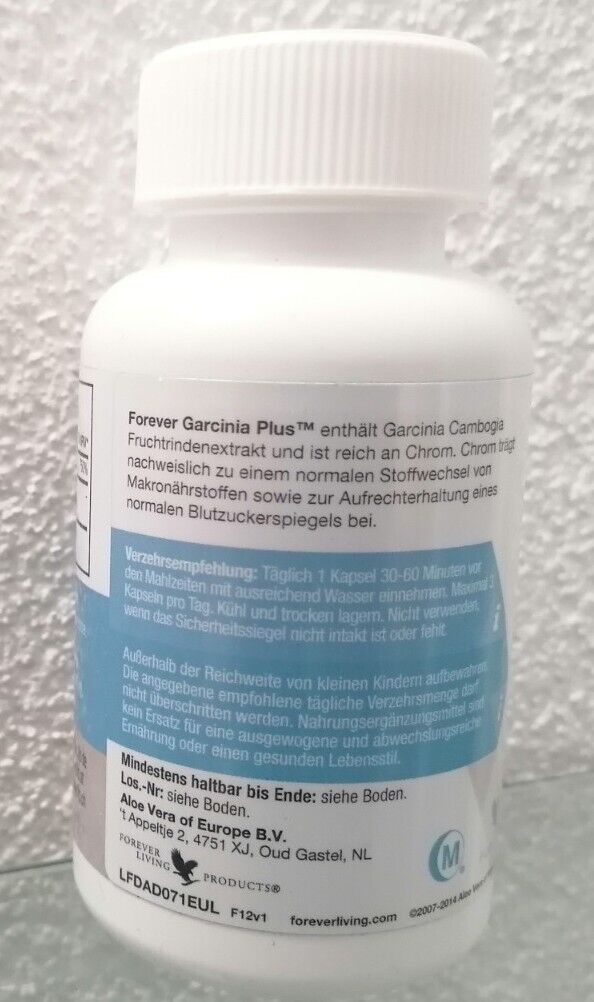 Forever Garcinia Plus™ enthält Garcinia Cambogia
Fruchtrindenextrakt und ist reich an Chrom. Chrom trägt
nachweislich zu einem normalen Stoffwechsel von
Makronährstoffen sowie zur Aufrechterhaltung eines
normalen Blutzuckerspiegels bei.
Verzehrsempfehlung: Täglich 1 Kapsel 30-60 Minuten vor
den Mahlzeiten mit ausreichend Wasser einnehmen. Maximal 3
Kapseln pro Tag. Kühl und trocken lagern. Nicht verwenden,
wenn das Sicherheitssiegel nicht intakt ist oder fehlt.
Außerhalb der Reichweite von kleinen Kindern aufbewahren.
Die angegebene empfohlene tägliche Verzehrsmenge darf
nicht überschritten werden. Nahrungsergänzungsmittel sind
kein Ersatz für eine ausgewogene und abwechslungsreiche
Ernährung oder einen gesunden Lebensstil.
Mindestens haltbar bis Ende: siehe Boden.
Los.-Nr: siehe Boden.
Aloe Vera of Europe B.V.
't Appeltje 2, 4751 XJ, Oud Gastel, NL
FOREVER
LIVING PRODUCTS®
M
LFDAD071EUL F12v1 foreverliving.com ©2007-2014 Aloe Vera